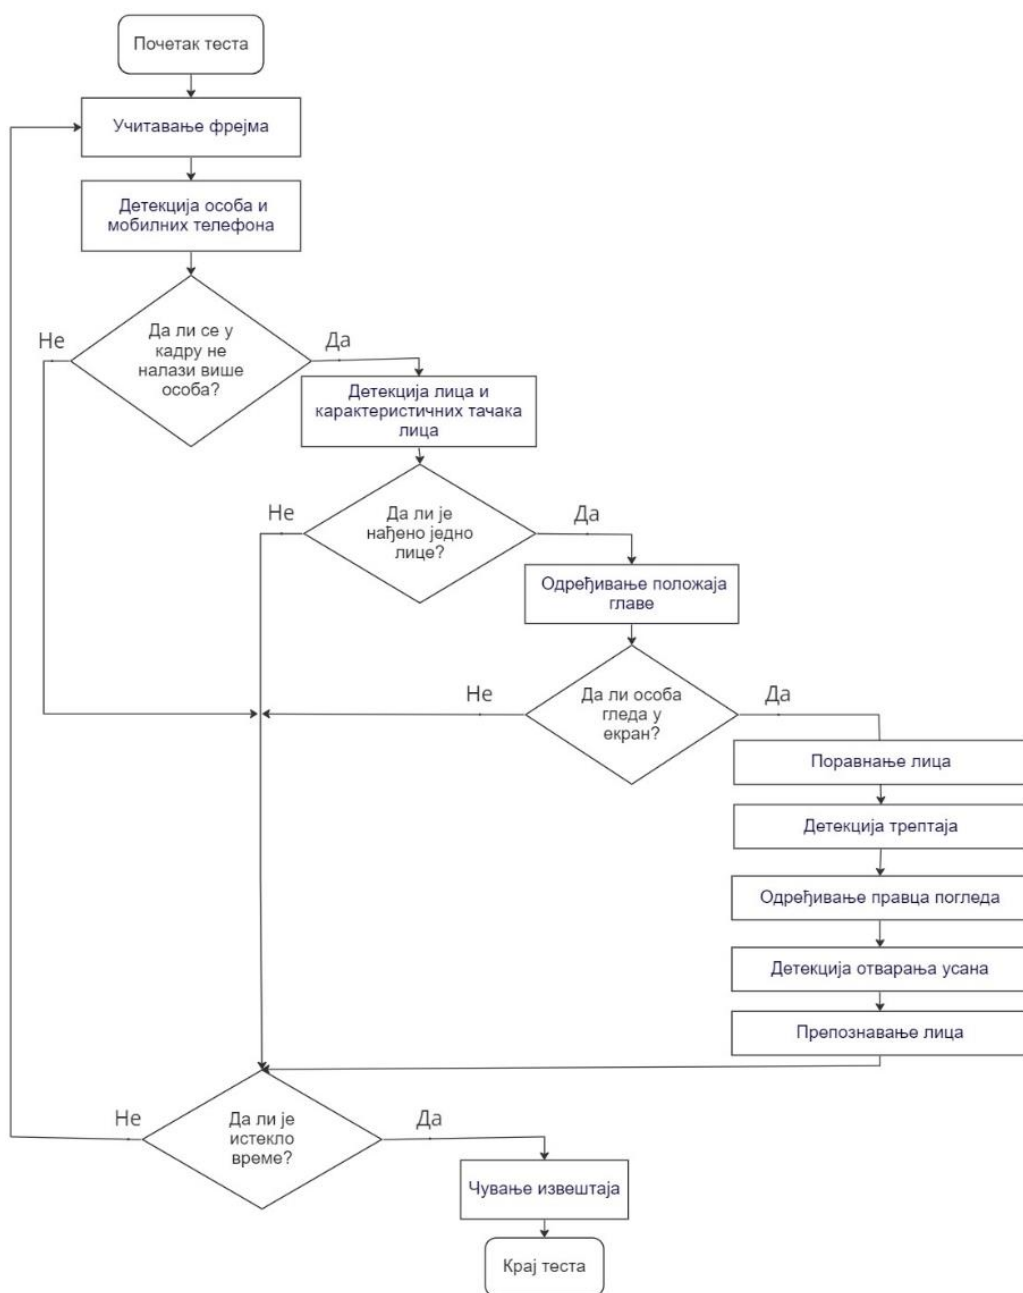 Почетак теста
Учитавање фрејма
Детекција особа и
мобилних телефона
Да ли се у
кадру не
налази више
особа?
Не
Да
Детекција лица и
карактеристичних тачака
лица
Да ли је
нађено једно
лице?
Не
Да
Одређивање положаја
главе
Да ли особа
гледа у
екран?
Не
Да
Поравнање лица
Детекција трептаја
Одређивање правца погледа
Детекција отварања усана
Препознавање лица
Да ли је
истекло
време?
Не
Да
Чување извештаја
Крај теста